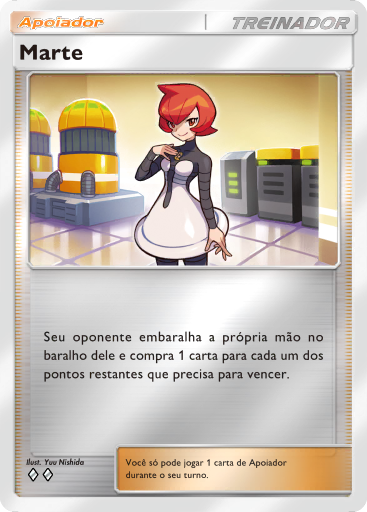 Apoiador
TREINADOR
Marte
Seu oponente embaralha a própria mão no
baralho dele e compra 1 carta para cada um dos
pontos restantes que precisa para vencer.
Ilust. Yuu Nishida
Você só pode jogar 1 carta de Apoiador
durante o seu turno.